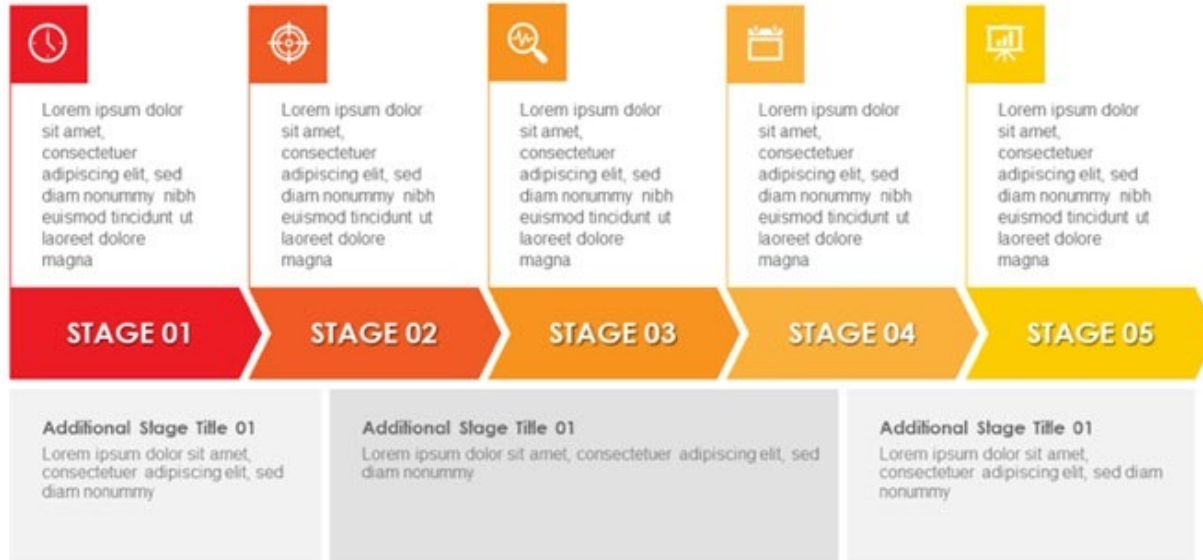 Lorem ipsum dolor
sit amet,
consectetuer
adipiscing elit, sed
diam nonummy nibh
euismod tincidunt ut
laoreet dolore
magna
Lorem ipsum dolor
sit amet,
consectetuer
adipiscing elit, sed
diam nonummy nibh
euismod tincidunt ut
laoreet dolore
magna
Lorem ipsum dolor
sit amet,
consectetuer
adipiscing elit, sed
diam nonummy nibh
euismod tincidunt ut
laoreet dolore
magna
Lorem ipsum dolor
sit amet,
consectetuer
adipiscing elit, sed
diam nonummy nibh
euismod tincidunt ut
laoreet dolore
magna
Lorem ipsum dolor
sit amet,
consectetuer
adipiscing elit, sed
diam nonummy nibh
euismod tincidunt ut
laoreet dolore
magna
STAGE 01
STAGE 02
STAGE 03
STAGE 04
STAGE 05
Additional Stage Title 01
Lorem ipsum dolor sit amet,
consectetuer adipiscing elit, sed
diam nonummy
Additional Stage Title 01
Lorem ipsum dolor sit amet, consectetuer adipiscing elit, sed
diam nonummy
Additional Stage Title 01
Lorem ipsum dolor sit amet,
consectetuer adipiscing elit, sed diam
nonummy